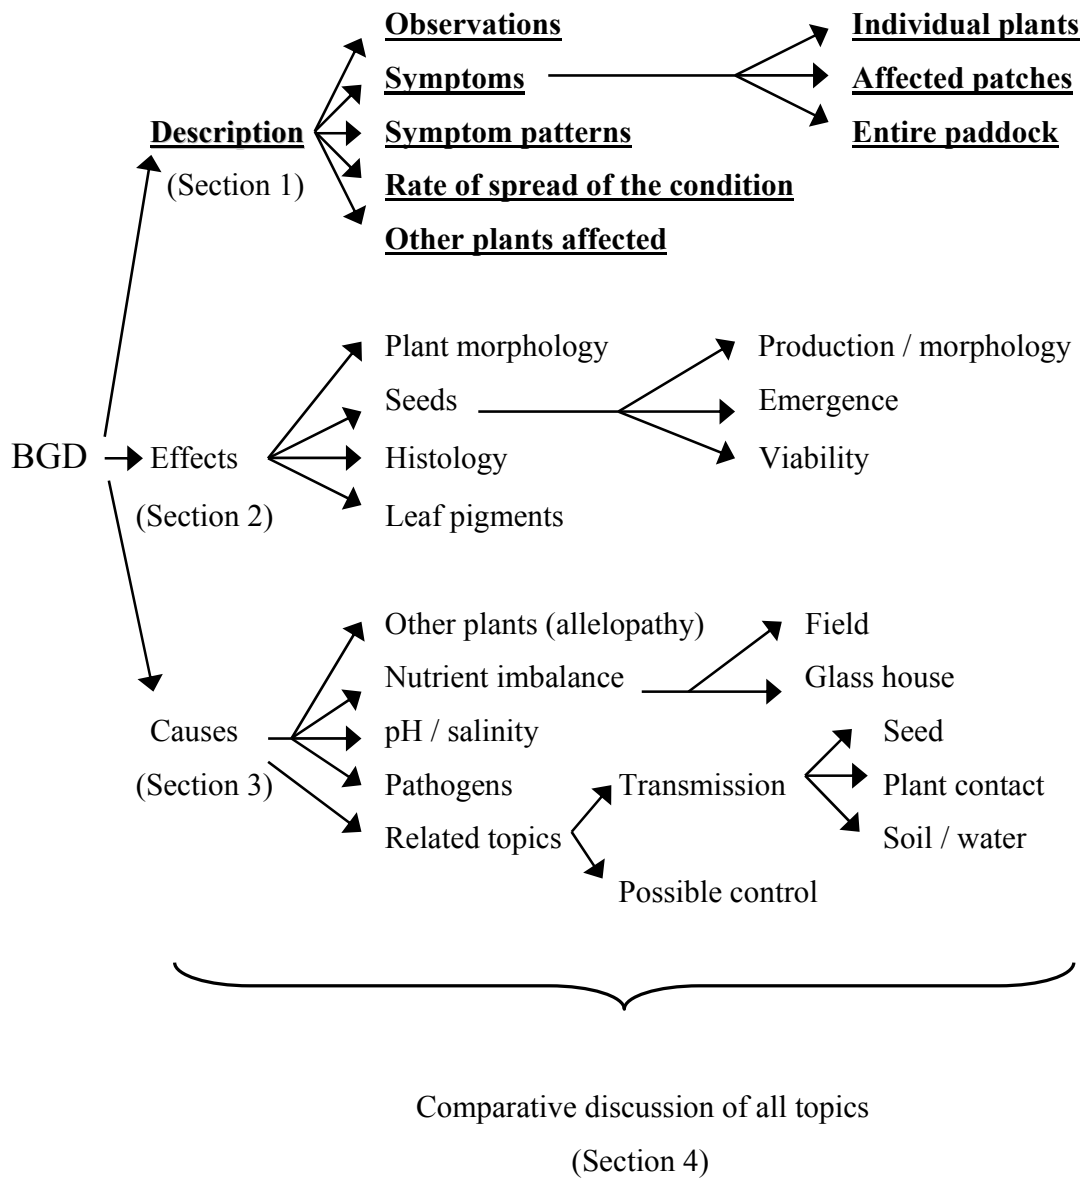 Observations
Individual plants
Symptoms
Affected patches
Description
Symptom patterns
Entire paddock
(Section 1)
Rate of spread of the condition
Other plants affected
Plant morphology
Production / morphology
Seeds
Emergence
BGD
Effects
Histology
Viability
(Section 2)
Leaf pigments
Other plants (allelopathy)
Field
Nutrient imbalance
Glass house
Causes
pH / salinity
Seed
(Section 3)
Pathogens
Transmission
Plant contact
Related topics
Soil / water
Possible control
Comparative discussion of all topics
(Section 4)